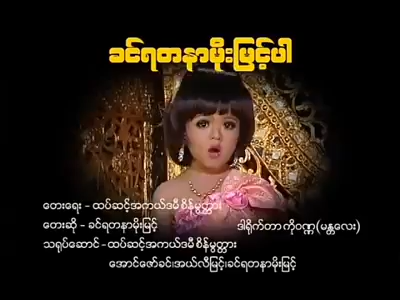 ခင်ရတနာမိုးမြင့်ပါ
တေးရေး - ထပ်ဆင့်အကယ်ဒမီ စိန်မွတ္တား
တေးဆို - ခင်ရတနာမိုးမြင့် ဒါရိုက်တာ ကိုဝဏ္ဏ(မန္တလေး)
သရုပ်ဆောင် - ထပ်ဆင့်အကယ်ဒမီ စိန်မွတ္တား
အောင်ဇော်ခင်၊အယ်လီမြင့်၊ခင်ရတနာမိုးမြင့်